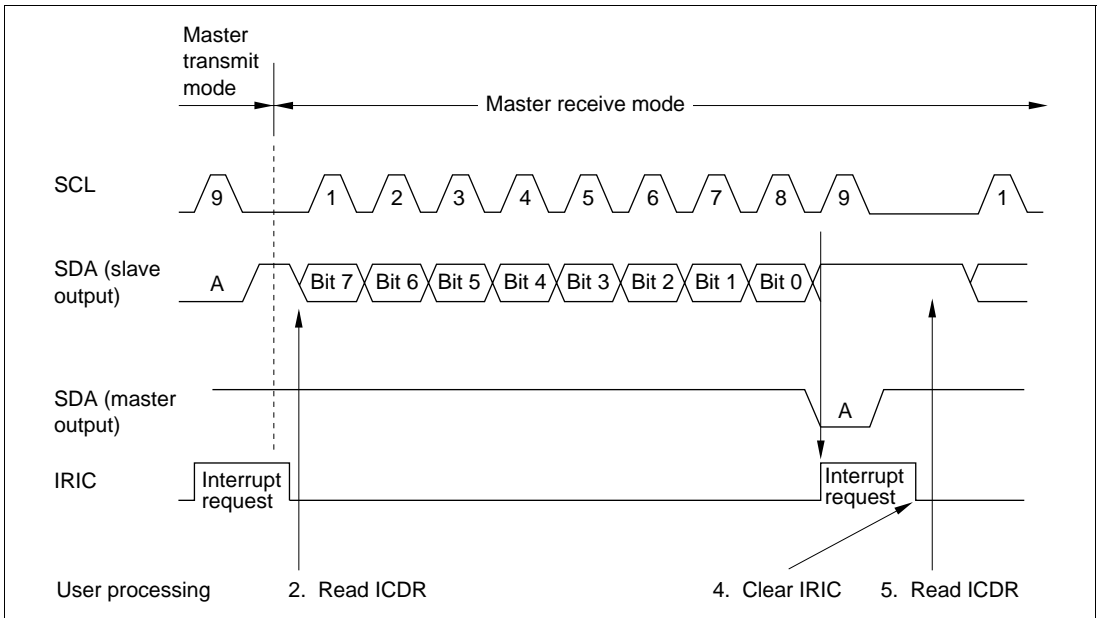 Master
transmit
mode
Master receive mode
SCL
9 1 2 3 4 5 6 7 8 9 1
SDA (slave
output)
A Bit 7 Bit 6 Bit 5 Bit 4 Bit 3 Bit 2 Bit 1 Bit 0
SDA (master
output)
A
IRIC
Interrupt
request
Interrupt
request
User processing 2. Read ICDR 4. Clear IRIC 5. Read ICDR